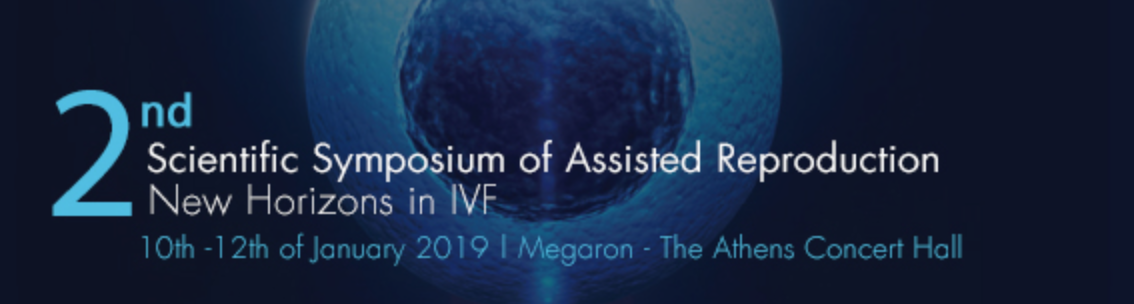 2nd
Scientific Symposium of Assisted Reproduction
New Horizons in IVF
10th -12th of January 2019 | Megaron - The Athens Concert Hall